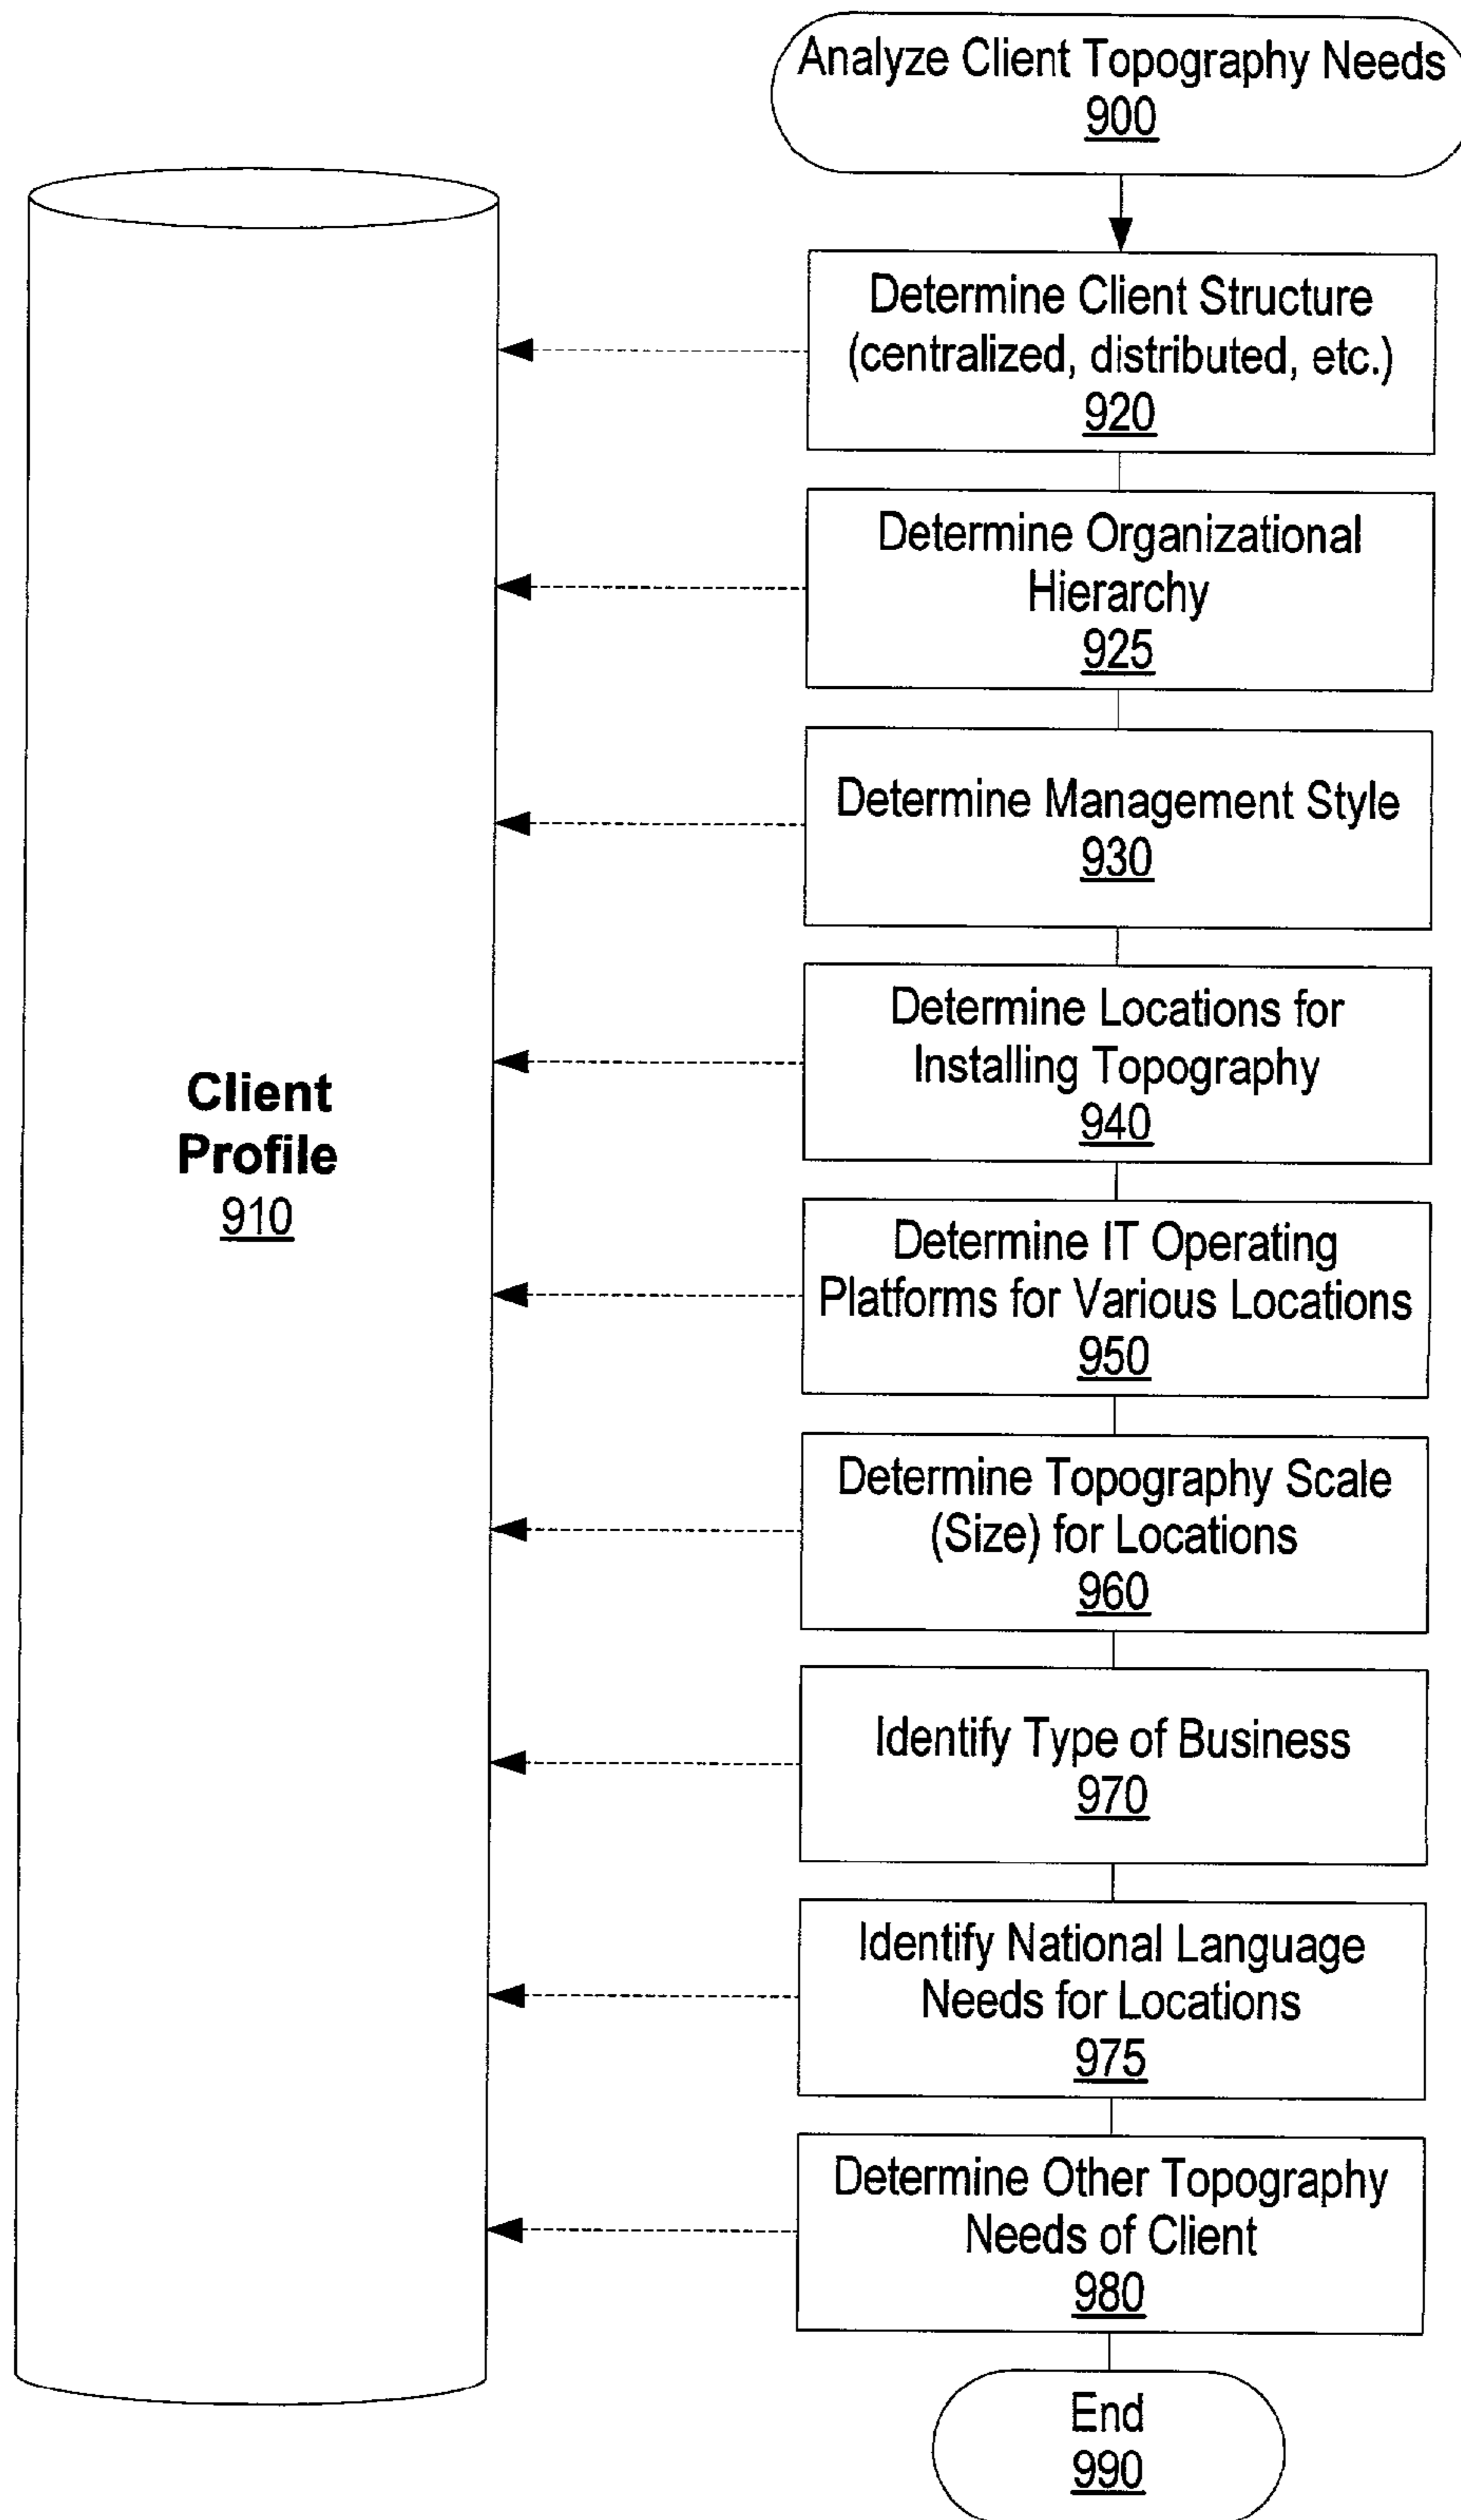 Analyze Client Topography Needs
900
Determine Client Structure
(centralized, distributed, etc.)
920
Determine Organizational
Hierarchy
925
Determine Management Style
930
Determine Locations for
Installing Topography
940
Client
Profile
910
Determine IT Operating
Platforms for Various Locations
950
Determine Topography Scale
(Size) for Locations
960
Identify Type of Business
970
Identify National Language
Needs for Locations
975
Determine Other Topography
Needs of Client
980
End
990